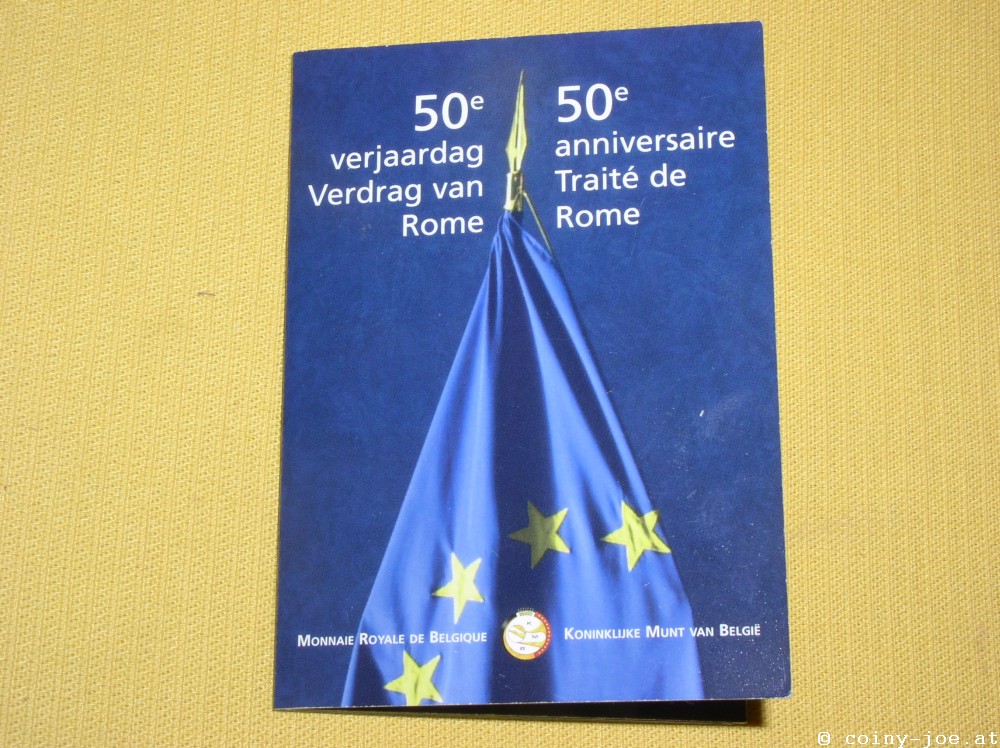 50e
verjaardag
Verdrag van
Rome
50e
anniversaire
Traité de
Rome
MONNAIE ROYALE DE BELGIQUE
KONINKLIJKE MUNT VAN BELGIË
© coiny-joe.at